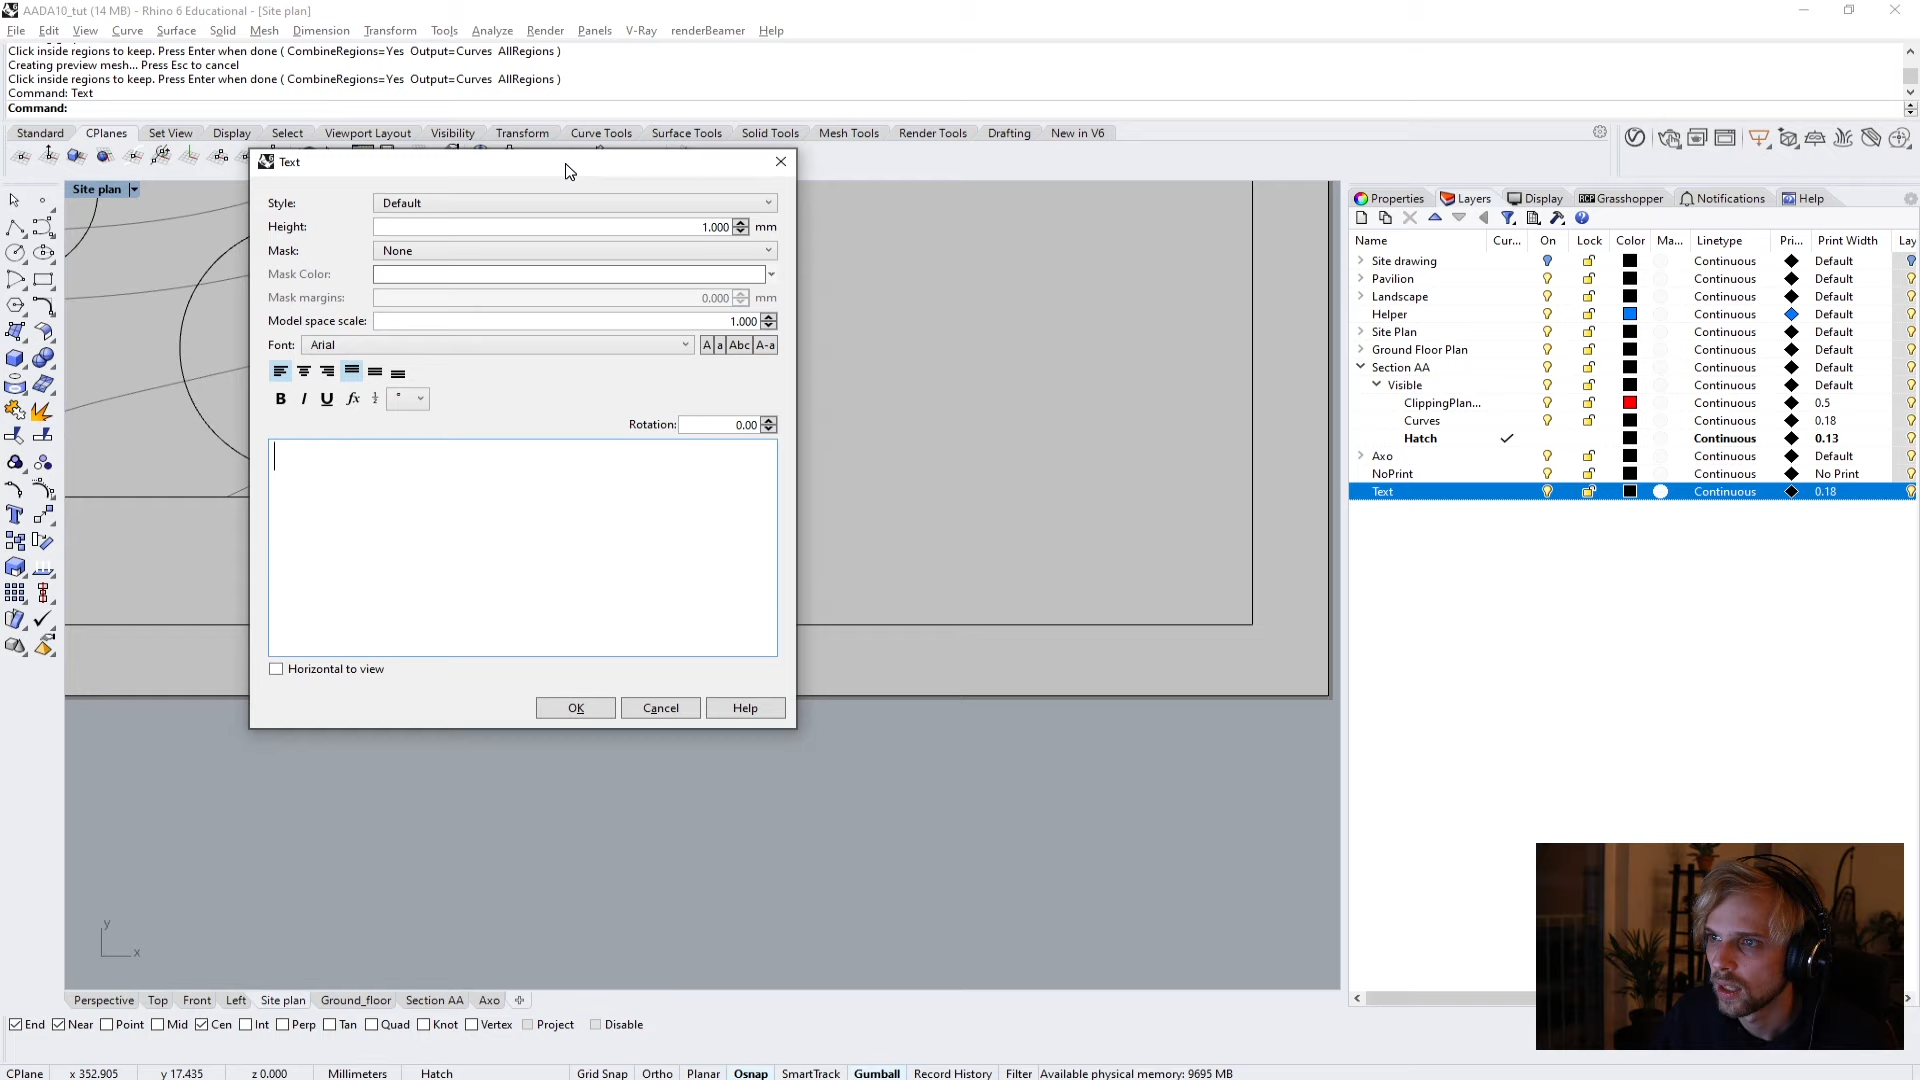 AADA10_tut (14 MB) - Rhino 6 Educational - [Site plan]
File Edit View Curve Surface Solid Mesh Dimension Transform Tools Analyze Render Panels V-Ray renderBeamer Help
Click inside regions to keep. Press Enter when done ( CombineRegions=Yes Output=Curves AllRegions )
Creating preview mesh... Press Esc to cancel
Click inside regions to keep. Press Enter when done ( CombineRegions=Yes Output=Curves AllRegions )
Command: Text
Command:
Standard CPlanes Set View Display Select Viewport Layout Visibility Transform Curve Tools Surface Tools Solid Tools Mesh Tools Render Tools Drafting New in V6
Site plan
Text
Style: Default
Height: 1.000 mm
Mask: None
Mask Color:
Mask margins: 0.000 mm
Model space scale: 1.000
Font: Arial A a Abc A-a
B I U fx ½ °
Rotation: 0.00
Horizontal to view
OK Cancel Help
Properties Layers Display Grasshopper Notifications Help
Name Cur... On Lock Color Ma... Linetype Pri... Print Width Lay
Site drawing Continuous Default
Pavilion Continuous Default
Landscape Continuous Default
Helper Continuous Default
Site Plan Continuous Default
Ground Floor Plan Continuous Default
Section AA Continuous Default
Visible Continuous Default
ClippingPlan... Continuous 0.5
Curves Continuous 0.18
Hatch Continuous 0.13
Axo Continuous Default
NoPrint Continuous No Print
Text Continuous 0.18
y
x
Perspective Top Front Left Site plan Ground_floor Section AA Axo
End Near Point Mid Cen Int Perp Tan Quad Knot Vertex Project Disable
CPlane x 352.905 y 17.435 z 0.000 Millimeters Hatch Grid Snap Ortho Planar Osnap SmartTrack Gumball Record History Filter Available physical memory: 9695 MB